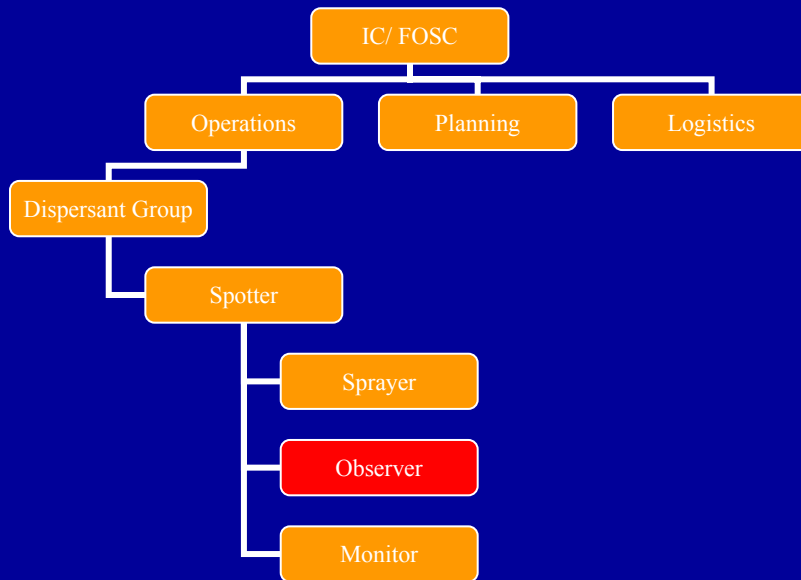 IC/ FOSC
Operations
Planning
Logistics
Dispersant Group
Spotter
Sprayer
Observer
Monitor